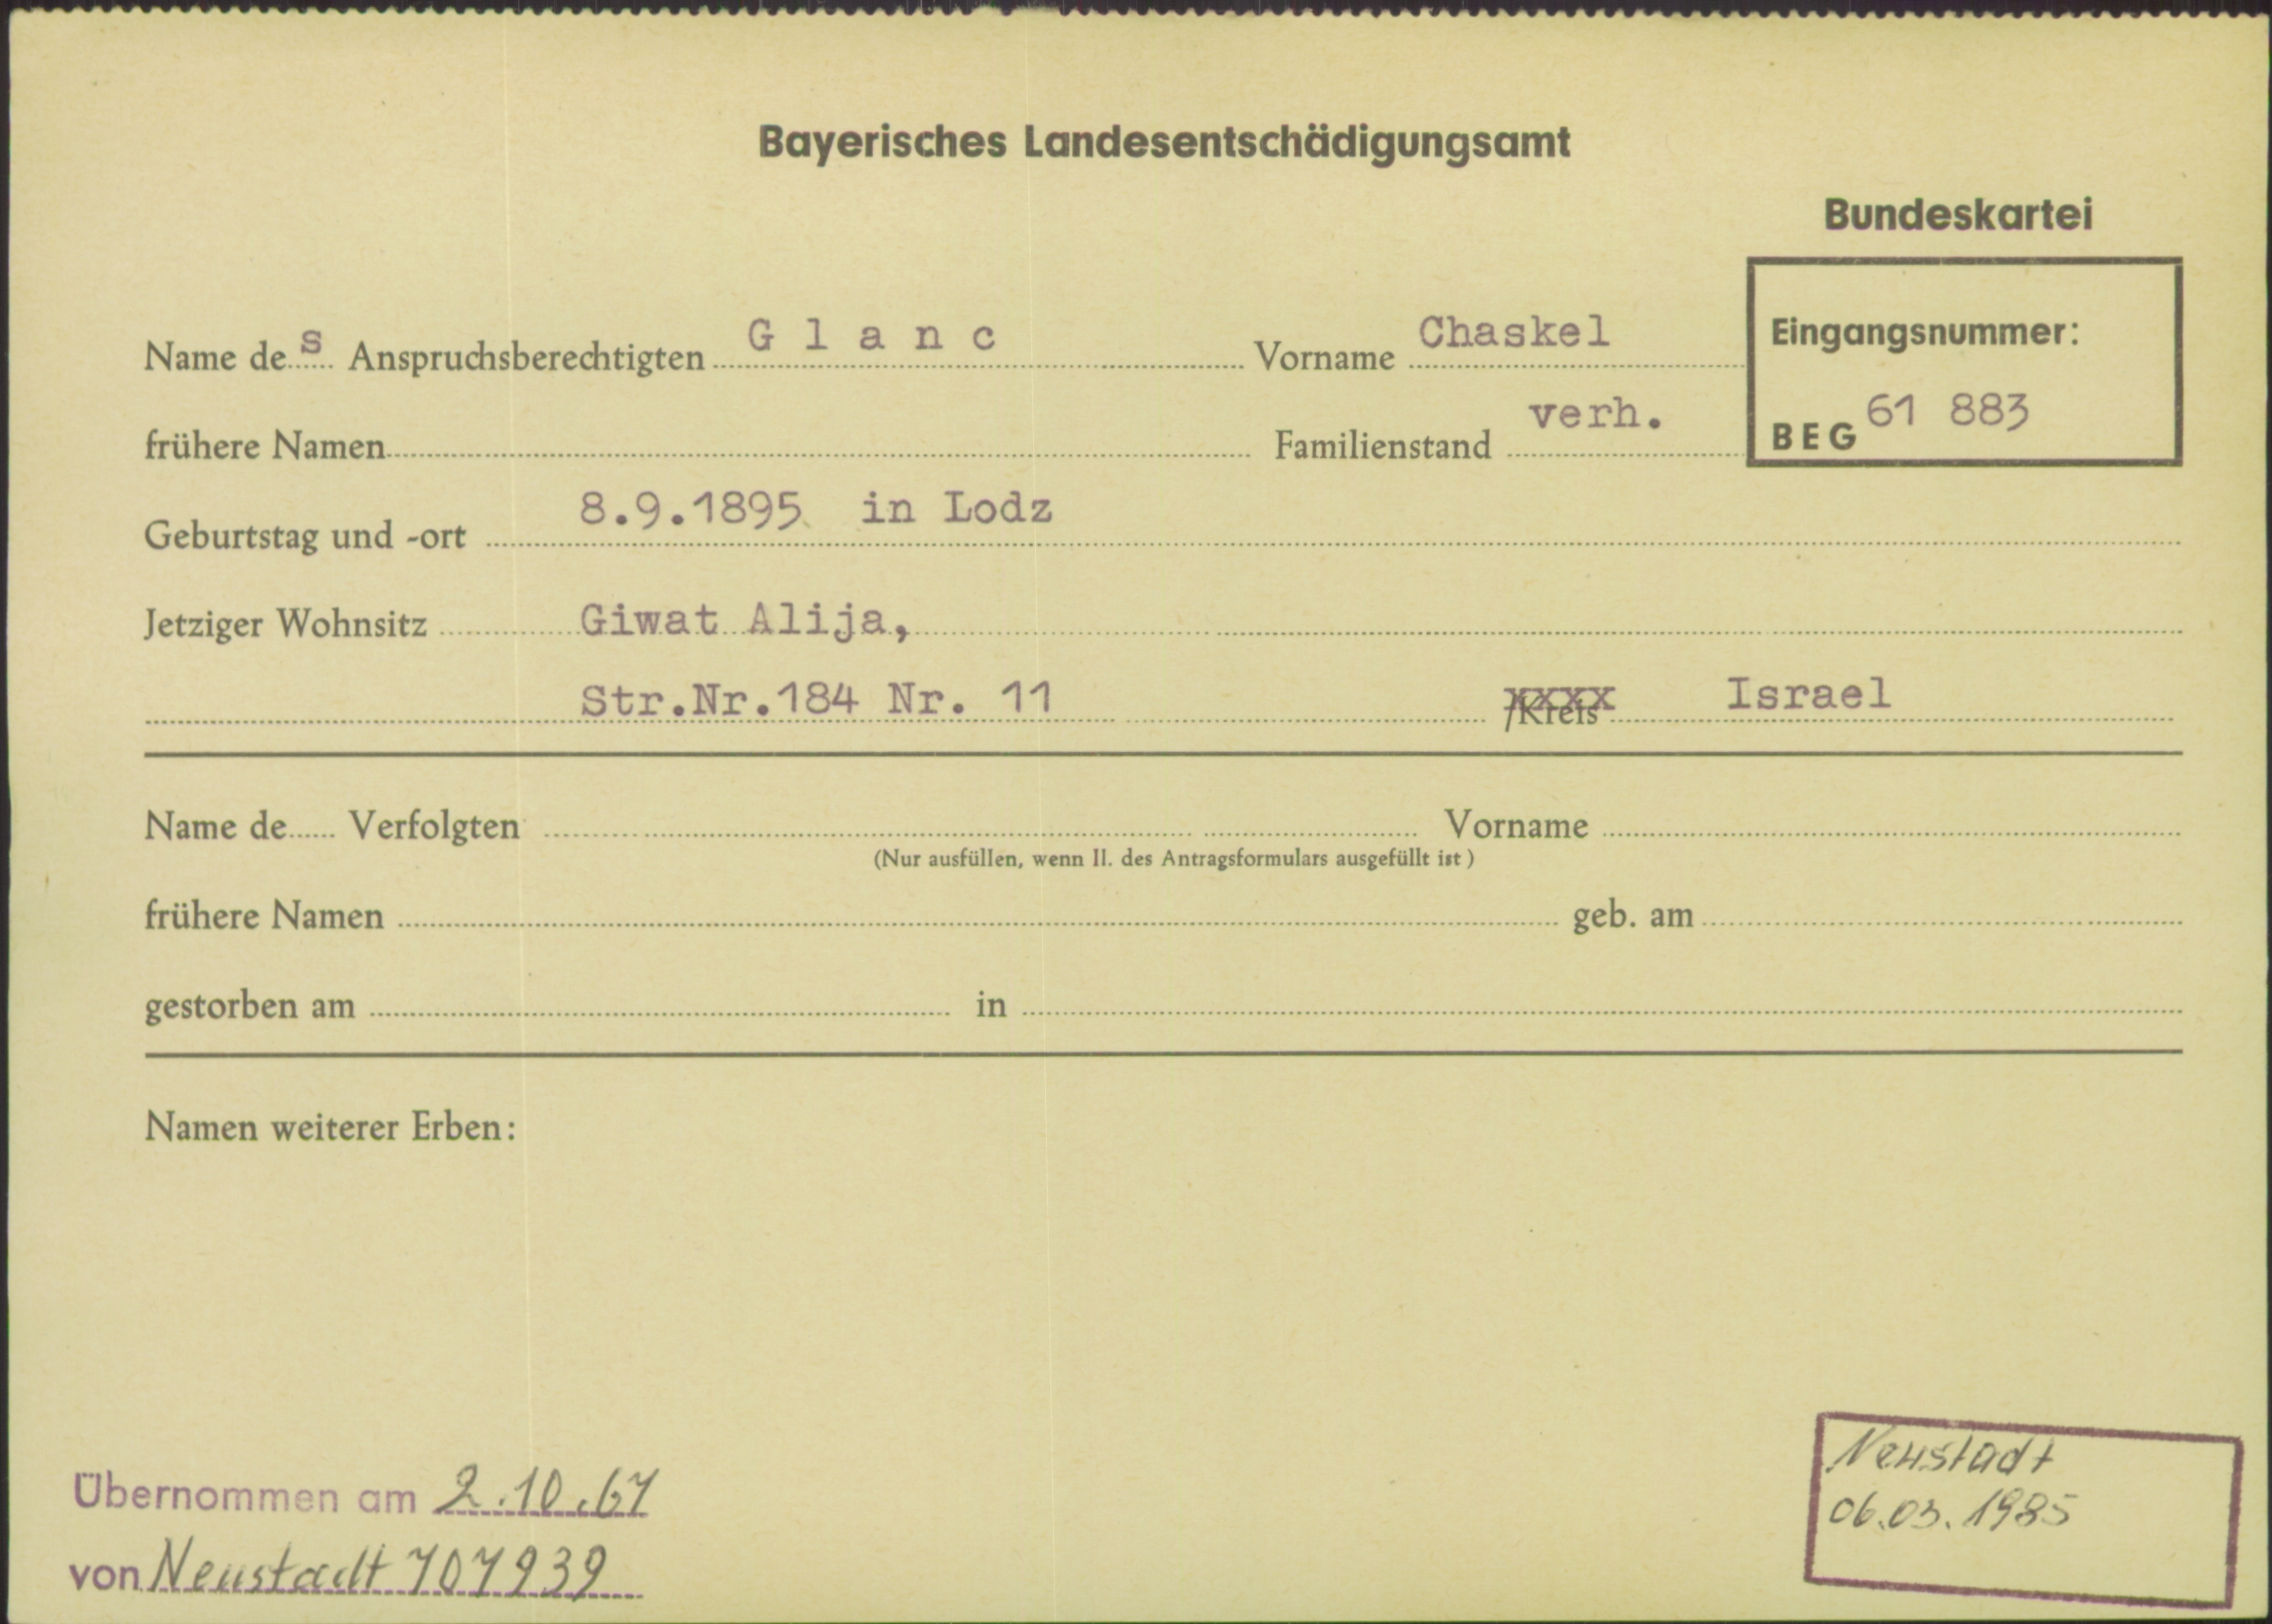 Bayerisches Landesentschädigungsamt
Bundeskartei
Eingangsnummer:
BEG 61 883
Name des Anspruchsberechtigten G l a n c Vorname Chaskel
frühere Namen Familienstand verh.
Geburtstag und -ort 8.9.1895 in Lodz
Jetziger Wohnsitz Giwat Alija,
Str.Nr.184 Nr. 11 /Kreis xxxx Israel
Name de Verfolgten Vorname
(Nur ausfüllen, wenn II. des Antragsformulars ausgefüllt ist)
frühere Namen geb. am
gestorben am in
Namen weiterer Erben:
Übernommen am 2.10.67
von Neustadt 707939
Neustadt
06.03.1985